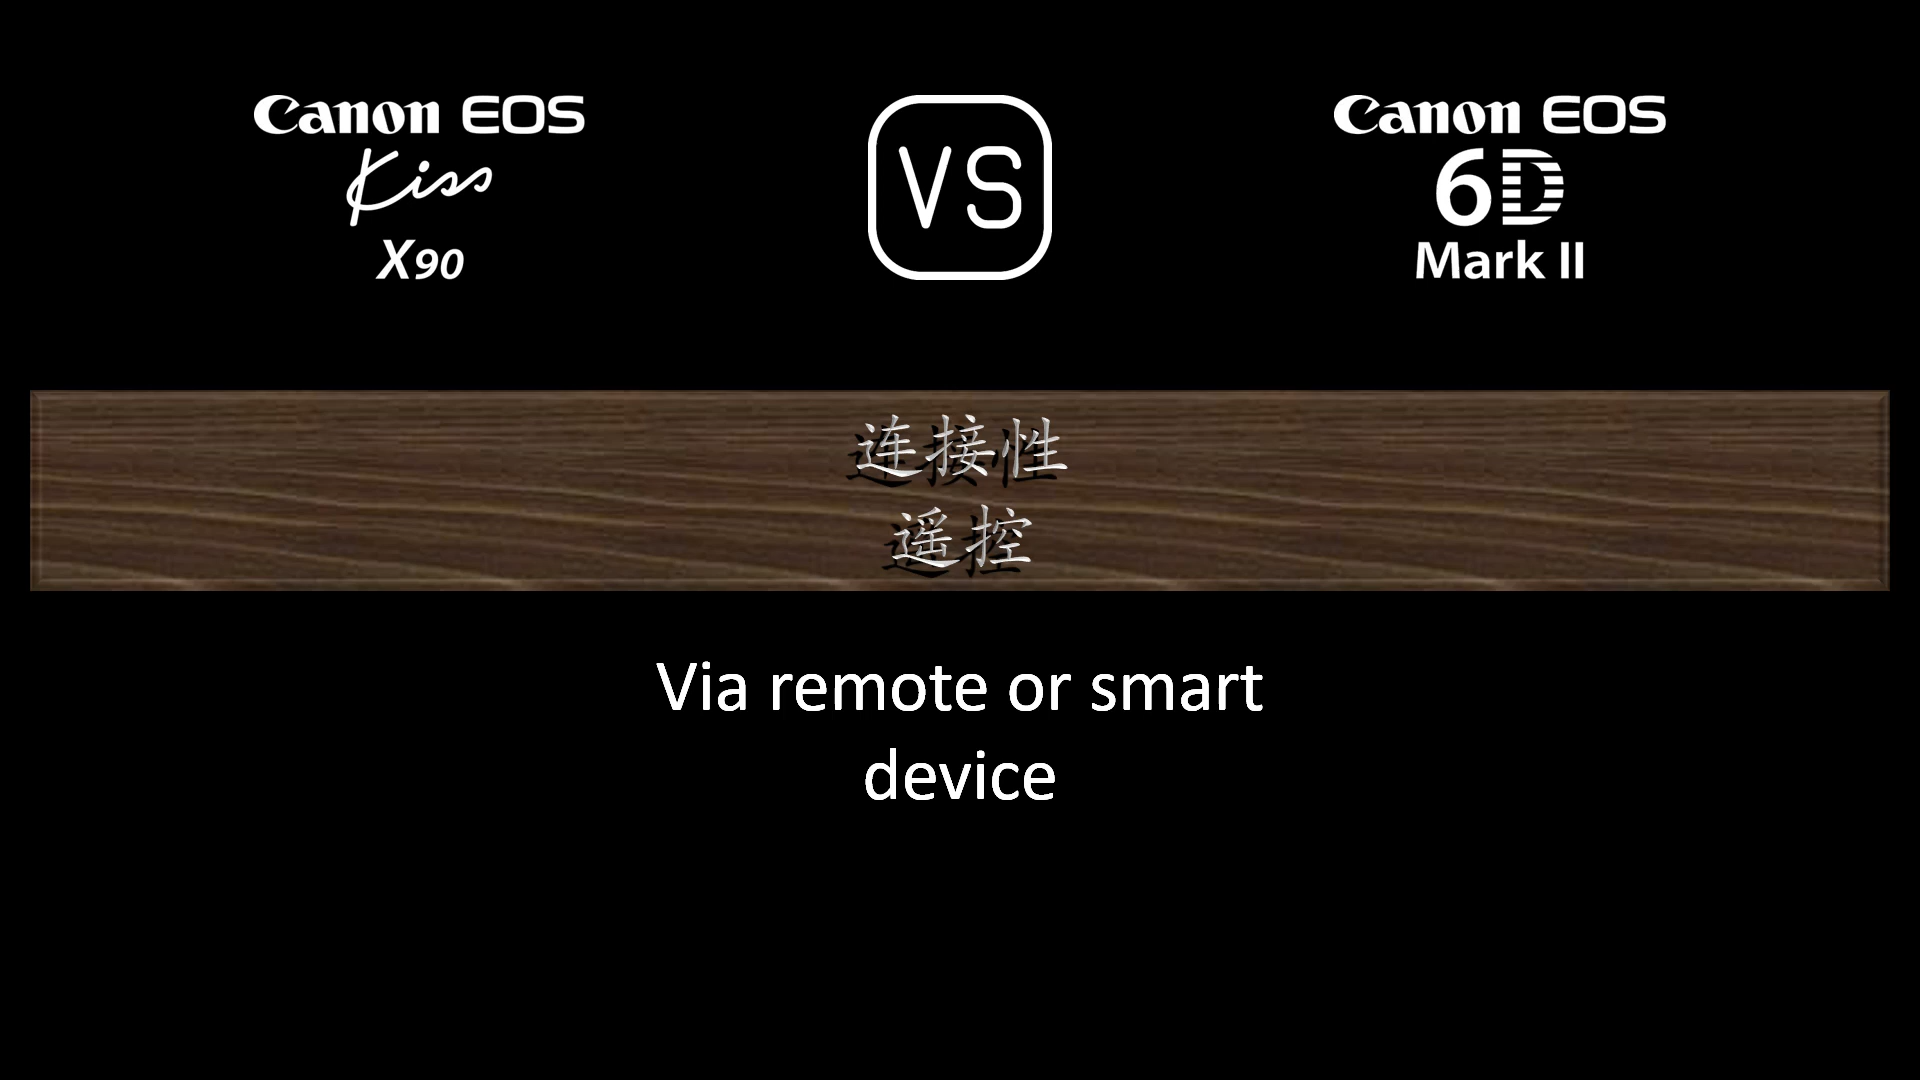 Canon EOS
Kiss
X90
VS
Canon EOS
6D
Mark II
连接性
遥控
Via remote or smart
device